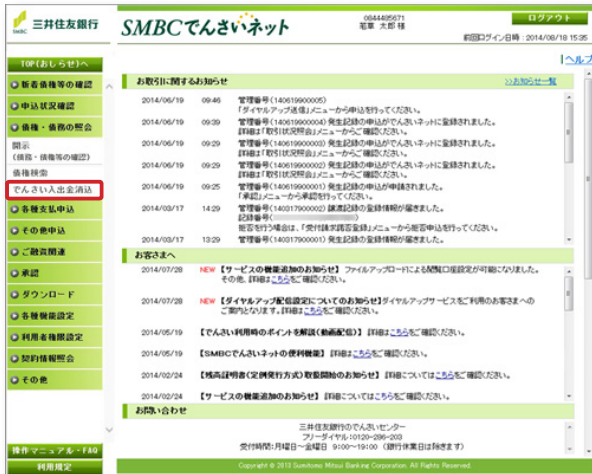 三井住友銀行
SMBCでんさいネット
0844485671
若草 太郎 様
ログアウト
前回ログイン日時：2014/08/18 15:35
ヘルプ
TOP(おしらせ)へ
新着債権等の確認
申込状況確認
債権・債務の照会
開示
(債務・債権等の確認)
債権検索
でんさい入出金消込
各種支払申込
その他申込
ご融資関連
承認
ダウンロード
各種機能設定
利用者権限設定
契約情報照会
その他
操作マニュアル・FAQ
利用規定
お取引に関するお知らせ
>>お知らせ一覧
2014/06/19 09:46 管理番号(140619900005)
「ダイヤルアップ送信」メニューから申込を行ってください。
2014/06/19 09:39 管理番号(140619900004) 発生記録の申込がでんさいネットに登録されました。
詳細は「取引状況照会」メニューからご確認ください。
2014/06/19 09:29 管理番号(140619900003) 発生記録の申込がでんさいネットに登録されました。
詳細は「取引状況照会」メニューからご確認ください。
2014/06/19 09:29 管理番号(140619900002) 発生記録の申込がでんさいネットに登録されました。
詳細は「取引状況照会」メニューからご確認ください。
2014/06/19 09:25 管理番号(140619900001) 発生記録の申込が申請されました。
「承認」メニューから承認を行ってください。
2014/03/17 14:29 管理番号(140317900002) 譲渡記録の登録情報が届きました。
記録番号(　)
拒否を行う場合は、「受付請求諾否登録」メニューから拒否申込を行ってください。
2014/03/17 13:29 管理番号(140317900001) 発生記録の登録情報が届きました。
お客さまへ
2014/07/28 NEW 【サービスの機能追加のお知らせ】 ファイルアップロードによる閲覧口座設定が可能になりました。
その他、詳細はこちらをご確認ください。
2014/07/28 NEW 【ダイヤルアップ配信設定についてのお知らせ】ダイヤルアップサービスをご利用のお客さまへの
ご案内となります。詳細はこちらをご確認ください。
2014/05/19 【でんさい利用時のポイントを解説(動画配信)】 詳細はこちらをご確認ください。
2014/05/19 【SMBCでんさいネットの便利機能】 詳細はこちらをご確認ください。
2014/02/24 【残高証明書(定例発行方式)取扱開始のお知らせ】 詳細についてはこちらをご確認ください。
2014/02/24 【サービスの機能追加のお知らせ】 詳細についてはこちらをご確認ください。
お問い合わせ
三井住友銀行のでんさいセンター
フリーダイヤル:0120-286-203
受付時間:月曜日～金曜日 9:00～19:00 (銀行休業日は除きます)
Copyright © 2013 Sumitomo Mitsui Banking Corporation. All Rights Reserved.